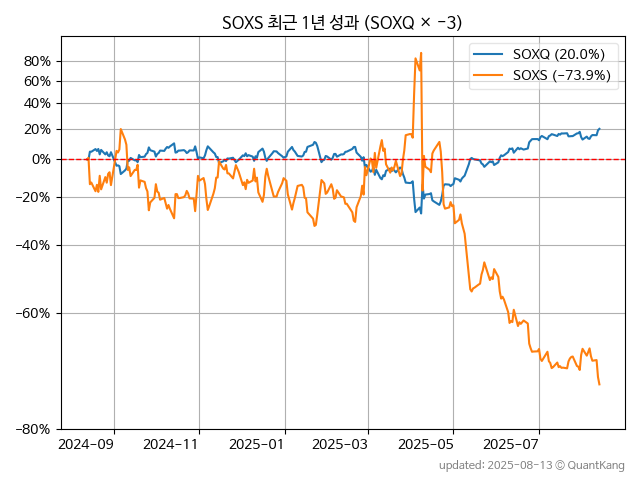 SOXS 최근 1년 성과 (SOXQ × -3)
SOXQ (20.0%)
SOXS (-73.9%)
80%
60%
40%
20%
0%
-20%
-40%
-60%
-80%
2024-09 2024-11 2025-01 2025-03 2025-05 2025-07
updated: 2025-08-13 © QuantKang